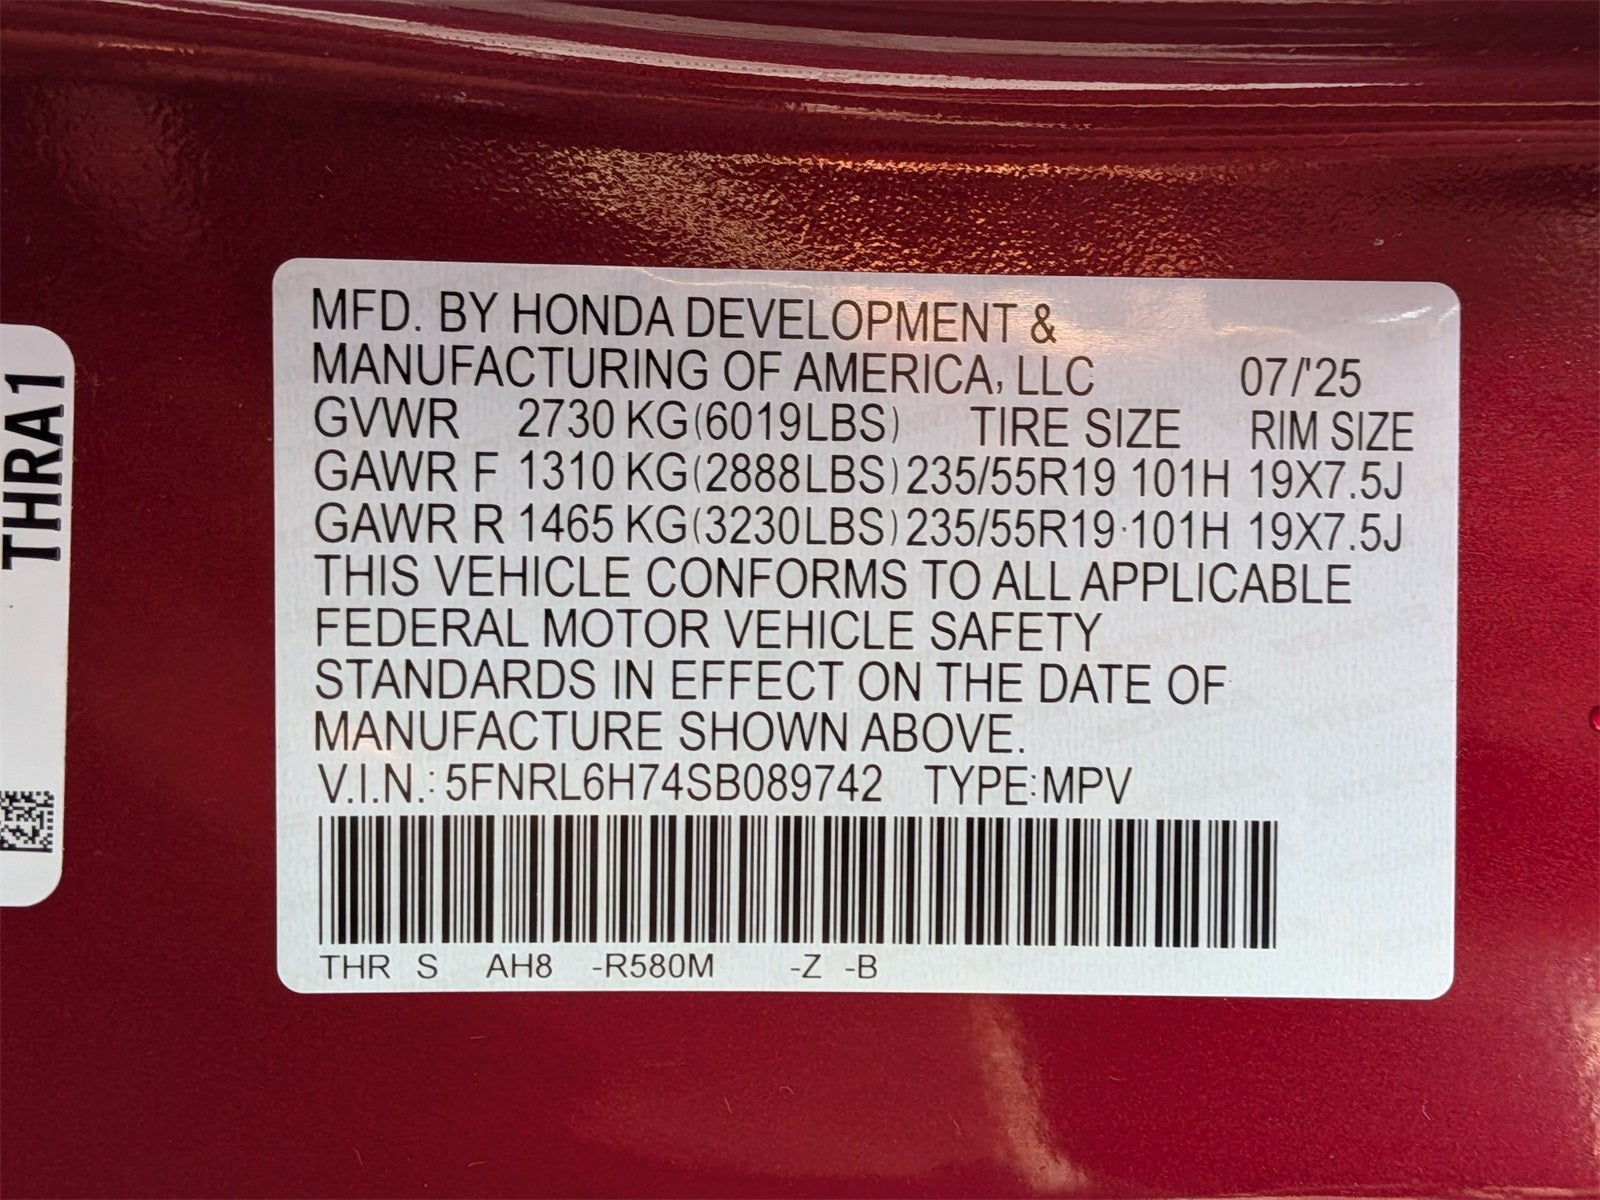 MFD. BY HONDA DEVELOPMENT &
MANUFACTURING OF AMERICA, LLC 07/'25
GVWR 2730 KG(6019LBS) TIRE SIZE RIM SIZE
GAWR F 1310 KG(2888LBS) 235/55R19 101H 19X7.5J
GAWR R 1465 KG(3230LBS) 235/55R19 101H 19X7.5J
THIS VEHICLE CONFORMS TO ALL APPLICABLE
FEDERAL MOTOR VEHICLE SAFETY
STANDARDS IN EFFECT ON THE DATE OF
MANUFACTURE SHOWN ABOVE.
V.I.N.: 5FNRL6H74SB089742 TYPE:MPV
THR S AH8 -R580M -Z -B
THRA1